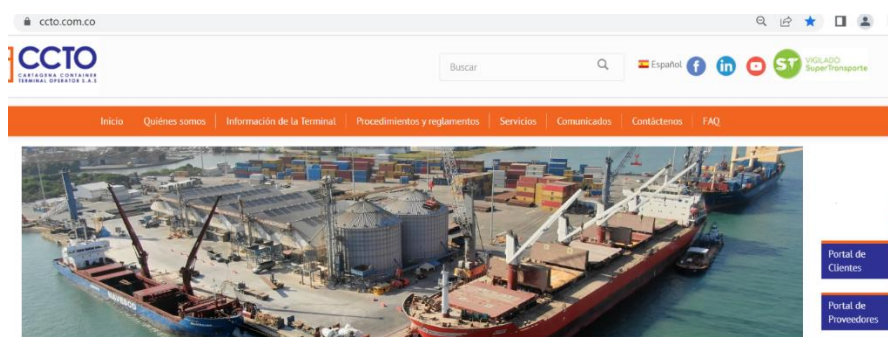 ccto.com.co
CCTO
CARTAGENA CONTAINER
TERMINAL OPERATOR S.A.S
Buscar
Español
ST
VIGILADO
SuperTransporte
Inicio
Quiénes somos
Información de la Terminal
Procedimientos y reglamentos
Servicios
Comunicados
Contáctenos
FAQ
Portal de
Clientes
Portal de
Proveedores